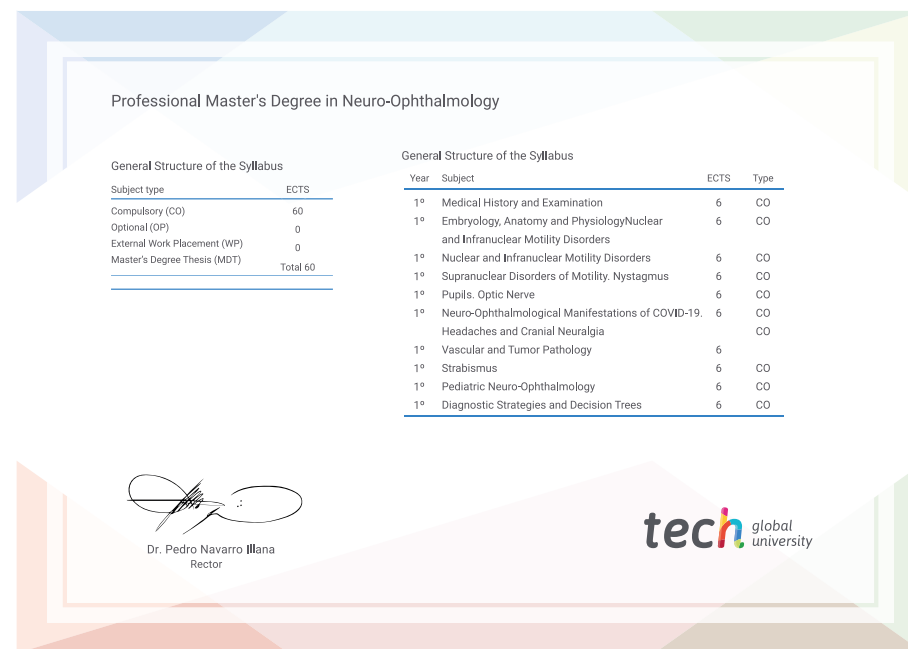 Professional Master's Degree in Neuro-Ophthalmology
General Structure of the Syllabus
Subject type ECTS
Compulsory (CO) 60
Optional (OP) 0
External Work Placement (WP) 0
Master's Degree Thesis (MDT)
Total 60
General Structure of the Syllabus
Year Subject ECTS Type
1º Medical History and Examination 6 CO
1º Embryology, Anatomy and PhysiologyNuclear 6 CO
and Infranuclear Motility Disorders
1º Nuclear and Infranuclear Motility Disorders 6 CO
1º Supranuclear Disorders of Motility. Nystagmus 6 CO
1º Pupils. Optic Nerve 6 CO
1º Neuro-Ophthalmological Manifestations of COVID-19. 6 CO
Headaches and Cranial Neuralgia CO
1º Vascular and Tumor Pathology 6
1º Strabismus 6 CO
1º Pediatric Neuro-Ophthalmology 6 CO
1º Diagnostic Strategies and Decision Trees 6 CO
Dr. Pedro Navarro Illana
Rector
tech global
university